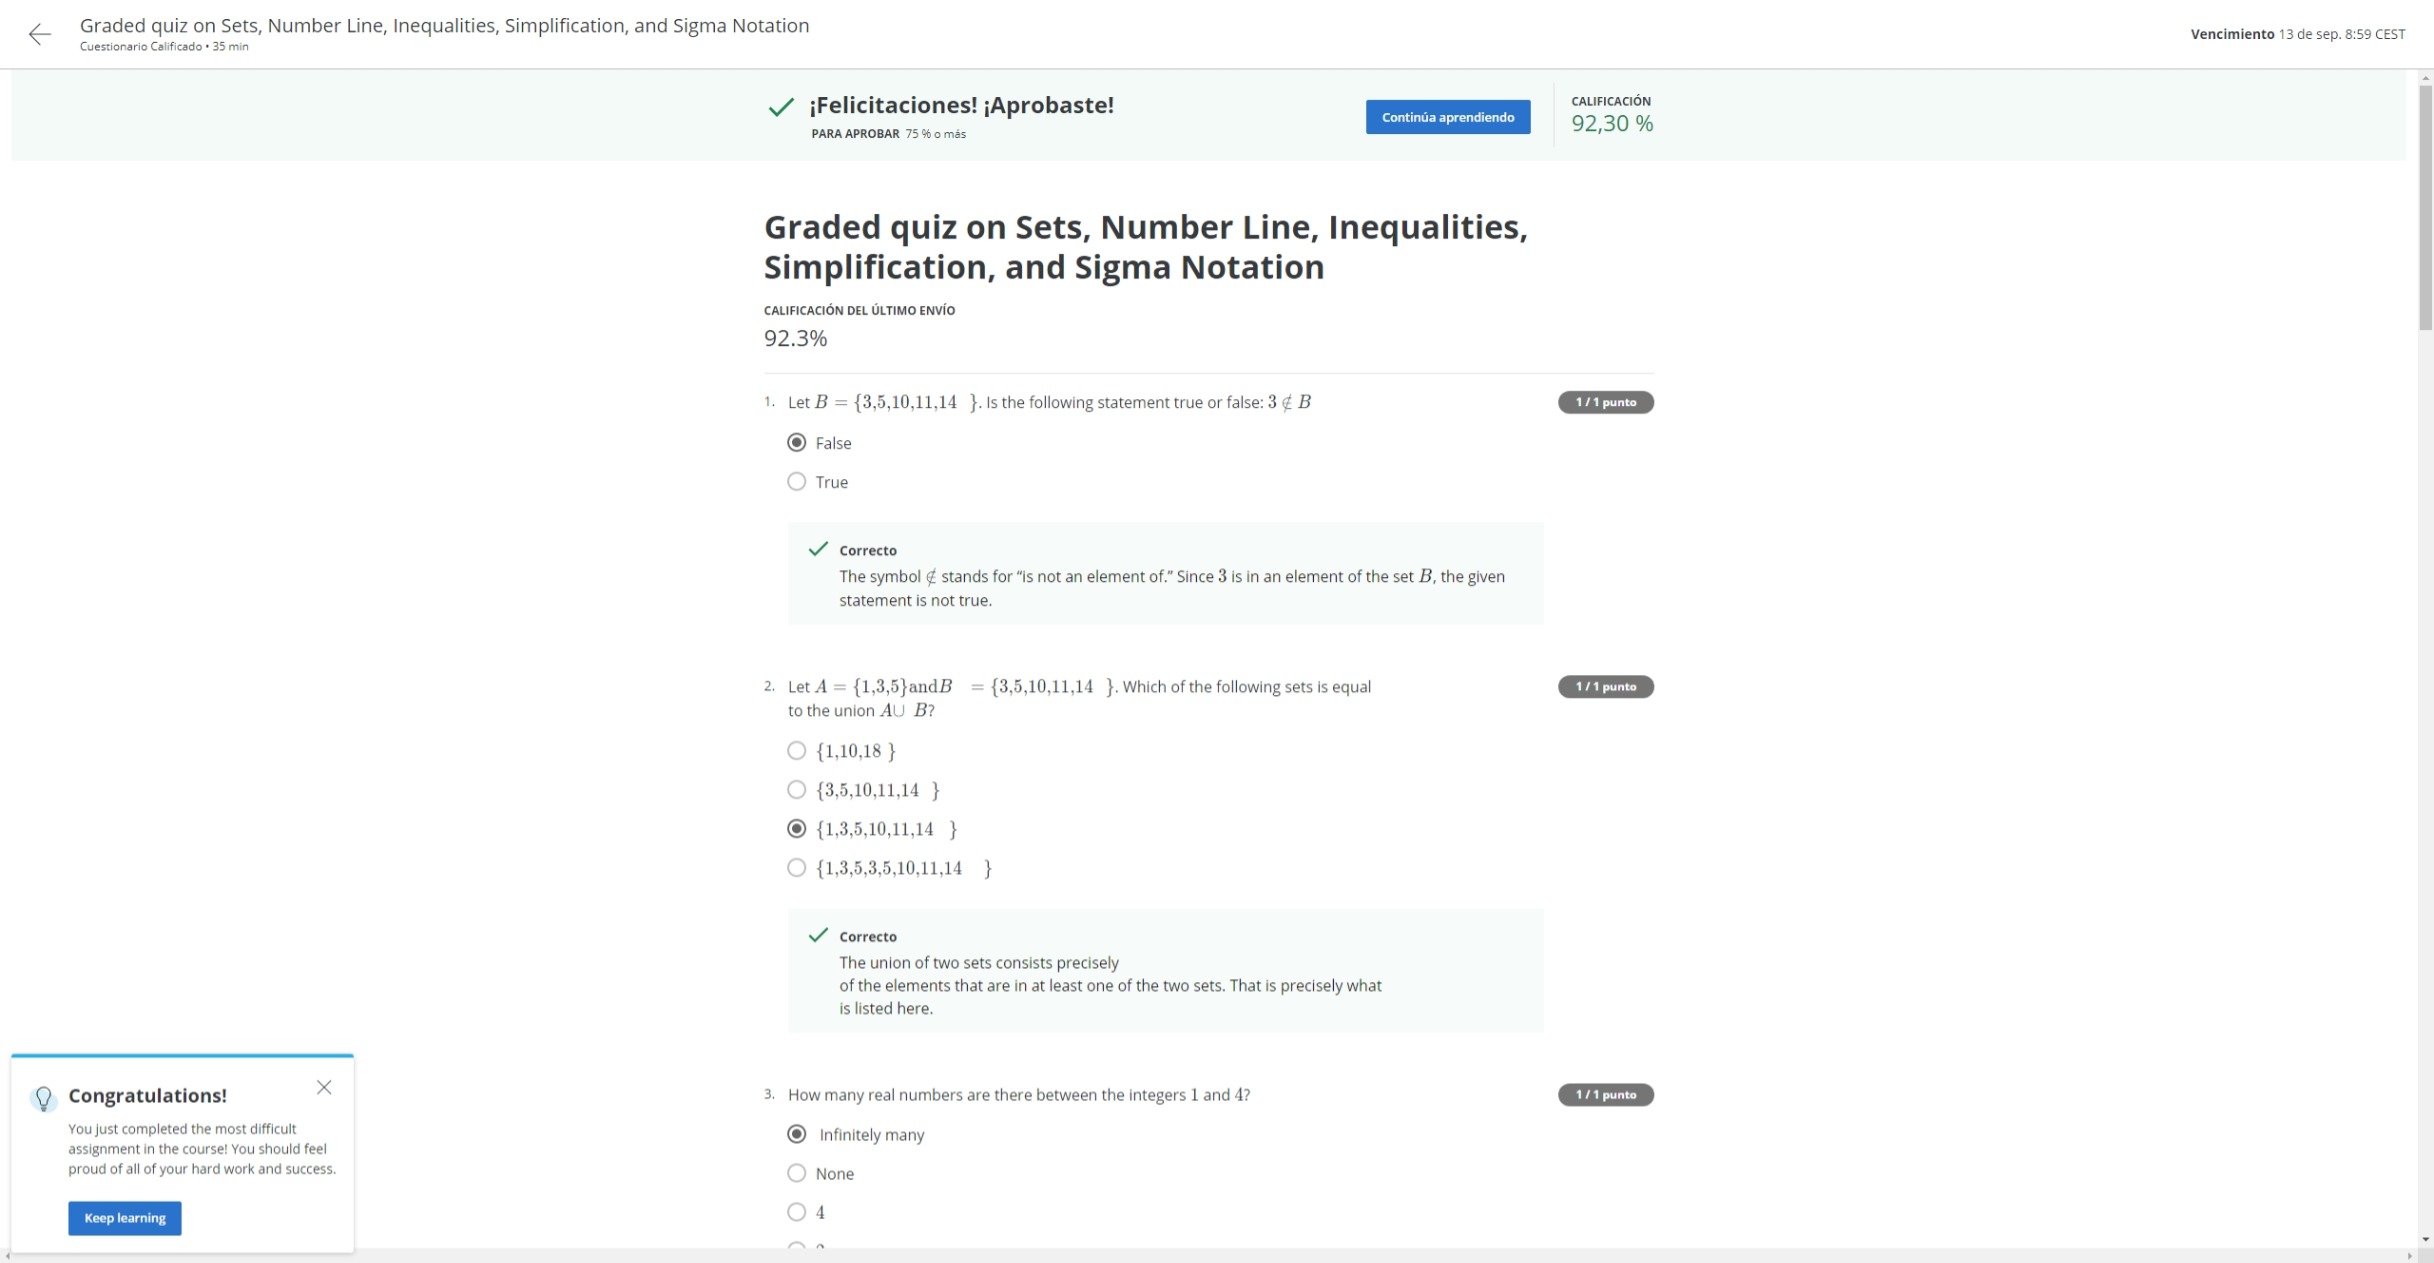 Graded quiz on Sets, Number Line, Inequalities, Simplification, and Sigma Notation
Cuestionario Calificado • 35 min
Vencimiento 13 de sep. 8:59 CEST
¡Felicitaciones! ¡Aprobaste!
PARA APROBAR 75 % o más
Continúa aprendiendo
CALIFICACIÓN
92,30 %
Graded quiz on Sets, Number Line, Inequalities,
Simplification, and Sigma Notation
CALIFICACIÓN DEL ÚLTIMO ENVÍO
92.3%
1. Let B = {3,5,10,11,14 }. Is the following statement true or false: 3 ∉ B
1 / 1 punto
False
True
Correcto
The symbol ∉ stands for “is not an element of.” Since 3 is in an element of the set B, the given
statement is not true.
2. Let A = {1,3,5}andB = {3,5,10,11,14 }. Which of the following sets is equal
to the union A∪ B?
1 / 1 punto
{1,10,18 }
{3,5,10,11,14 }
{1,3,5,10,11,14 }
{1,3,5,3,5,10,11,14 }
Correcto
The union of two sets consists precisely
of the elements that are in at least one of the two sets. That is precisely what
is listed here.
3. How many real numbers are there between the integers 1 and 4?
1 / 1 punto
Infinitely many
None
4
Congratulations!
You just completed the most difficult
assignment in the course! You should feel
proud of all of your hard work and success.
Keep learning